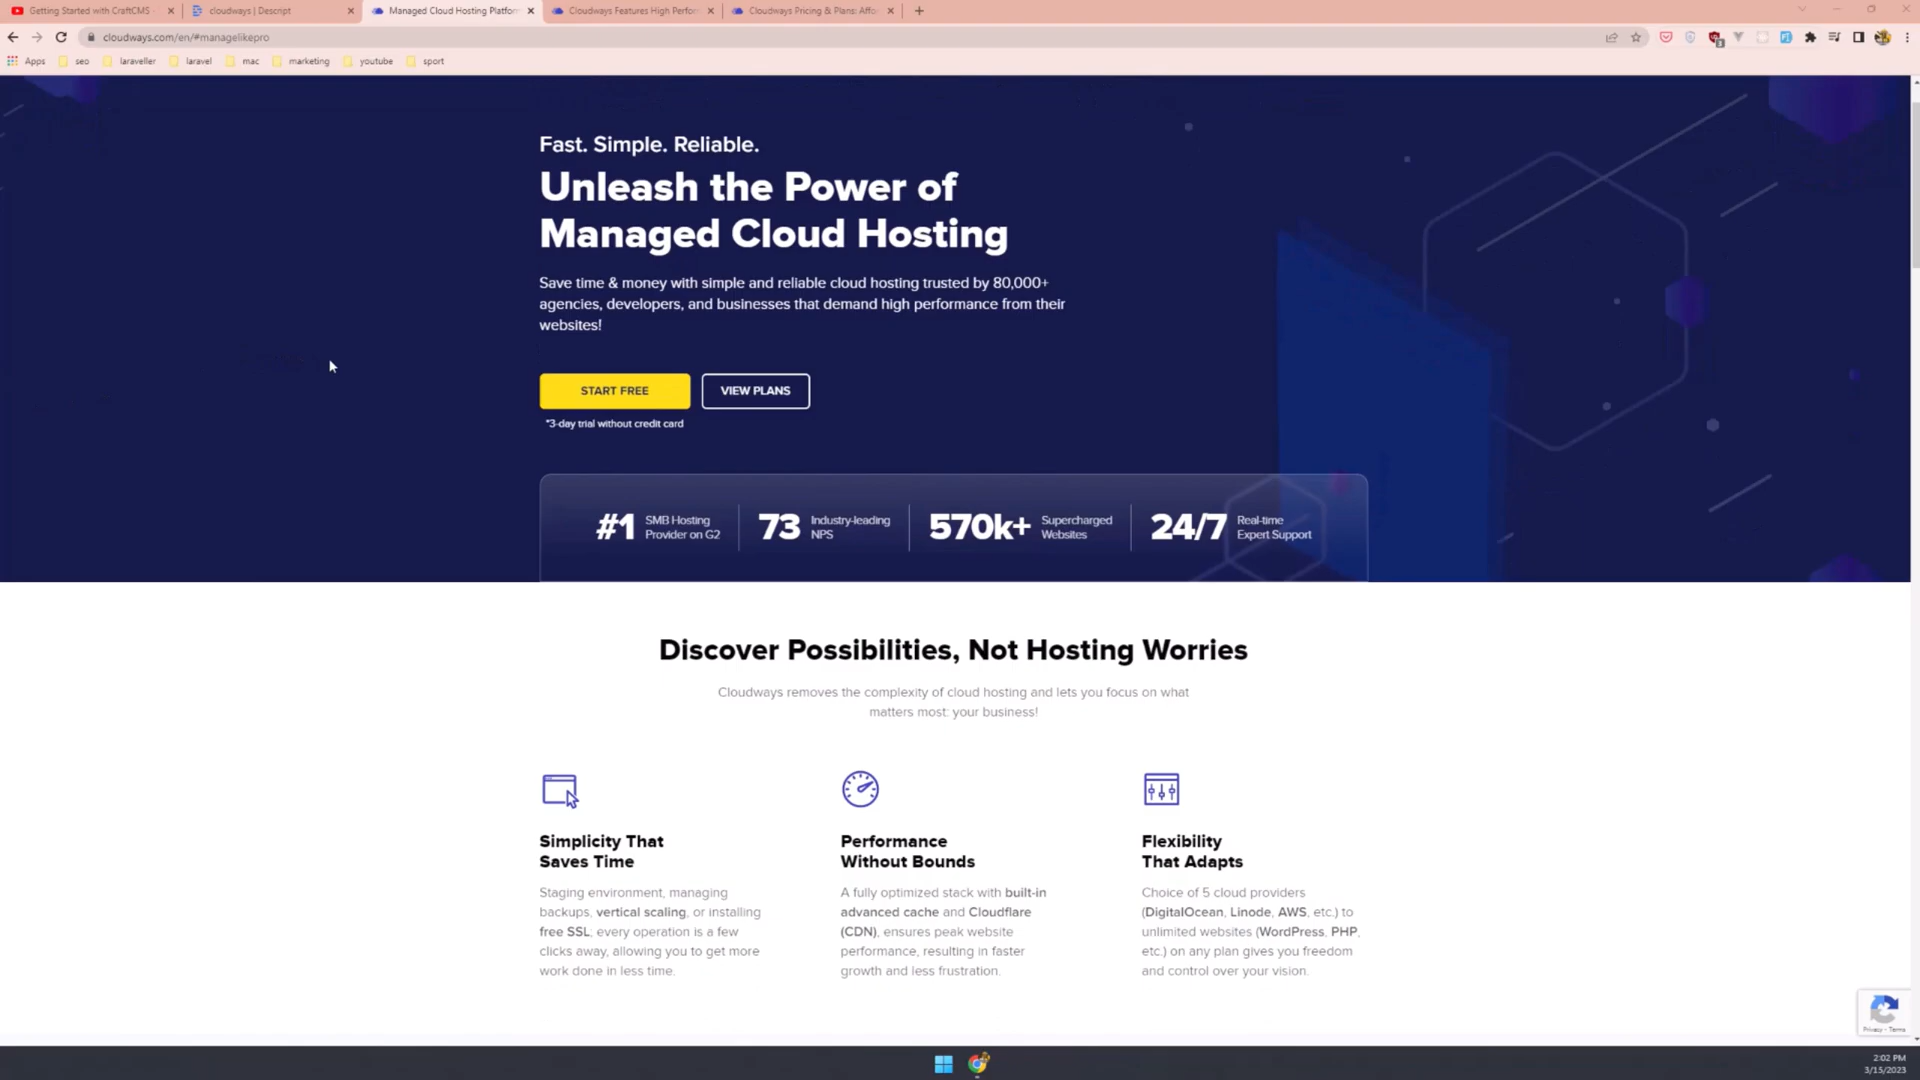 Getting Started with CraftCMS
cloudways | Descript
Managed Cloud Hosting Platfor
Cloudways Features High Perfor
Cloudways Pricing & Plans: Affo
cloudways.com/en/#managelikepro
Apps
seo
laraveller
laravel
mac
marketing
youtube
sport
Fast. Simple. Reliable.
Unleash the Power of
Managed Cloud Hosting
Save time & money with simple and reliable cloud hosting trusted by 80,000+
agencies, developers, and businesses that demand high performance from their
websites!
START FREE
VIEW PLANS
*3-day trial without credit card
#1
SMB Hosting
Provider on G2
73
Industry-leading
NPS
570k+
Supercharged
Websites
24/7
Real-time
Expert Support
Discover Possibilities, Not Hosting Worries
Cloudways removes the complexity of cloud hosting and lets you focus on what
matters most: your business!
Simplicity That
Saves Time
Staging environment, managing
backups, vertical scaling, or installing
free SSL, every operation is a few
clicks away, allowing you to get more
work done in less time.
Performance
Without Bounds
A fully optimized stack with built-in
advanced cache and Cloudflare
(CDN), ensures peak website
performance, resulting in faster
growth and less frustration.
Flexibility
That Adapts
Choice of 5 cloud providers
(DigitalOcean, Linode, AWS, etc.) to
unlimited websites (WordPress, PHP,
etc.) on any plan gives you freedom
and control over your vision.
Privacy - Terms
2:02 PM
3/15/2023